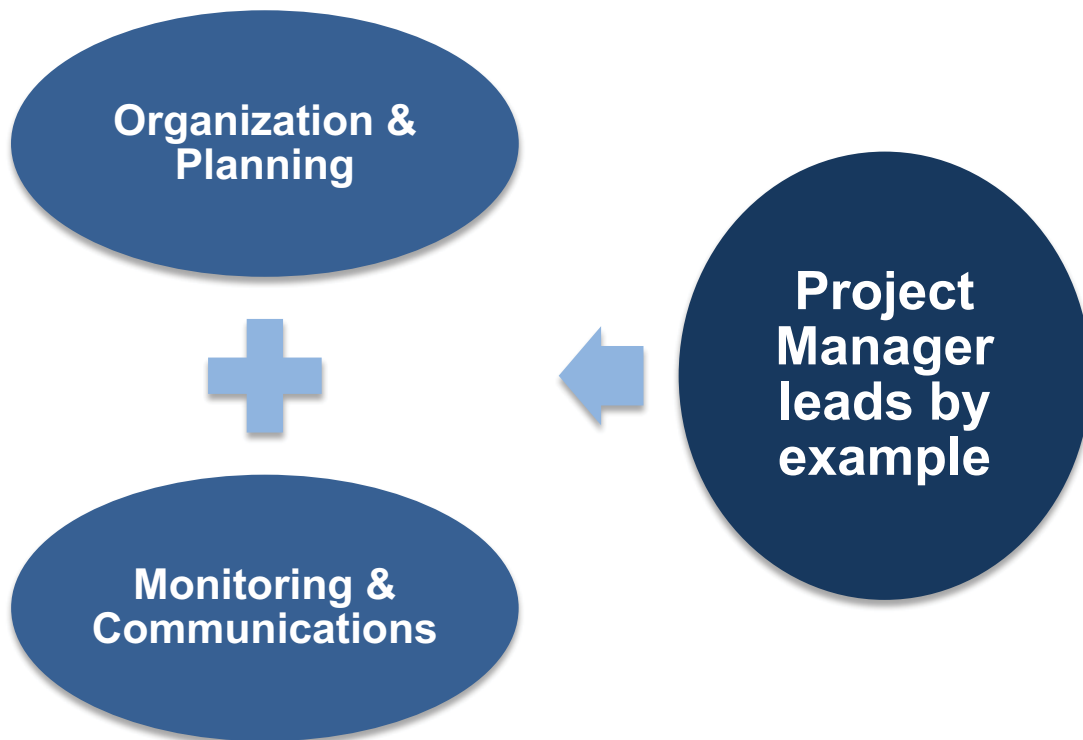 Organization &
Planning
Project
Manager
leads by
example
Monitoring &
Communications